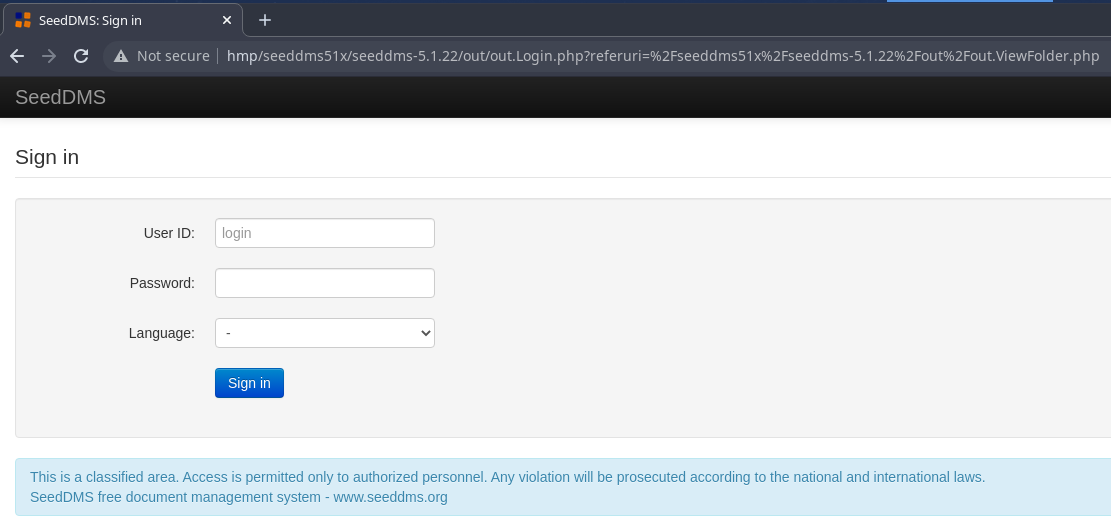 SeedDMS: Sign in
Not secure hmp/seeddms51x/seeddms-5.1.22/out/out.Login.php?referuri=%2Fseeddms51x%2Fseeddms-5.1.22%2Fout%2Fout.ViewFolder.php
SeedDMS
Sign in
User ID: login
Password:
Language: -
Sign in
This is a classified area. Access is permitted only to authorized personnel. Any violation will be prosecuted according to the national and international laws.
SeedDMS free document management system - www.seeddms.org